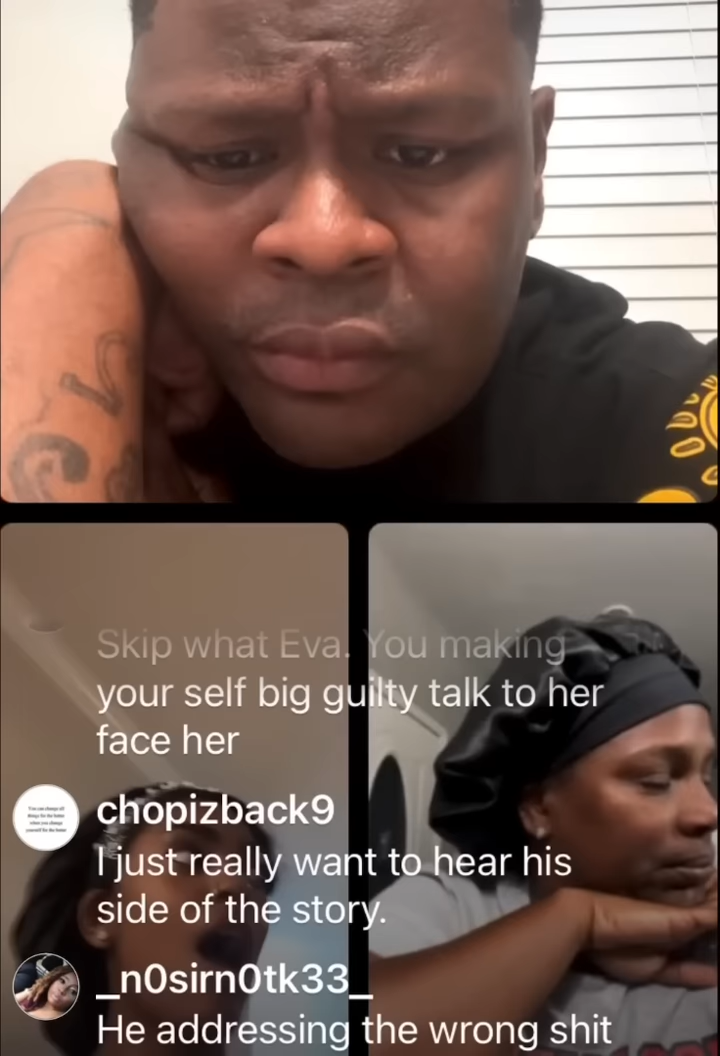 Skip what Eva. You making
your self big guilty talk to her
face her
chopizback9
I just really want to hear his
side of the story.
_n0sirn0tk33_
He addressing the wrong shit